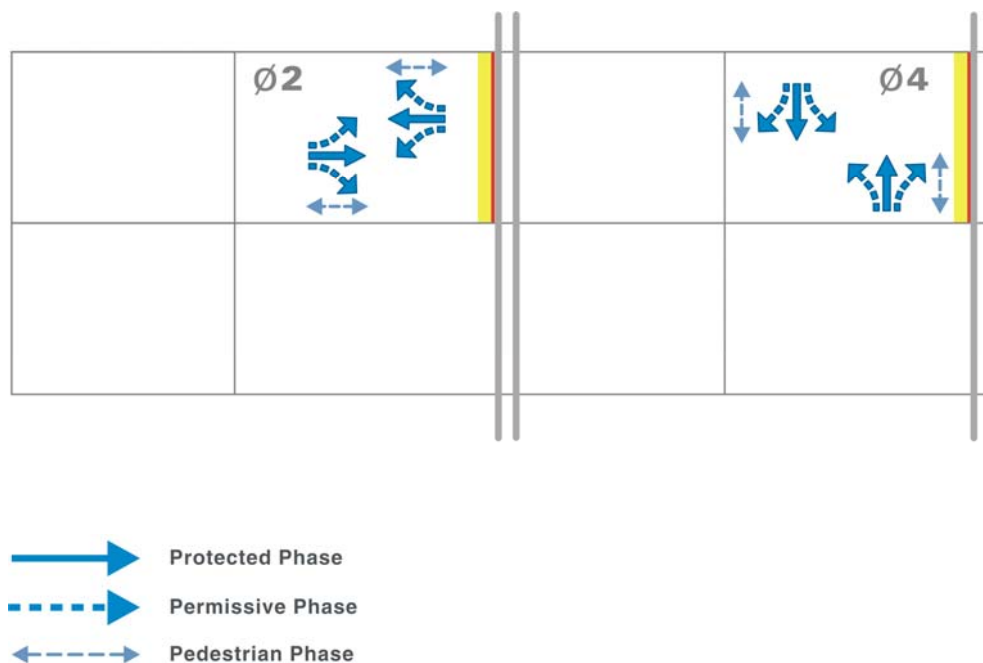 Ø2
Ø4
Protected Phase
Permissive Phase
Pedestrian Phase